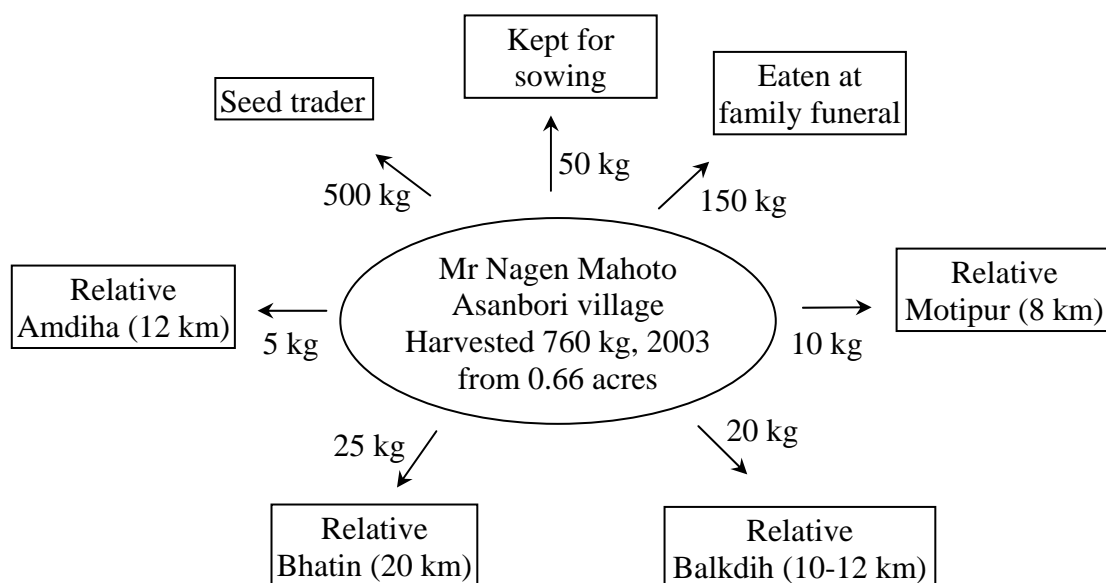 Kept for
sowing
Eaten at
family funeral
Seed trader
50 kg
500 kg
150 kg
Mr Nagen Mahoto
Asanbori village
Harvested 760 kg, 2003
from 0.66 acres
Relative
Amdiha (12 km)
5 kg
Relative
Motipur (8 km)
10 kg
25 kg
20 kg
Relative
Bhatin (20 km)
Relative
Balkdih (10-12 km)